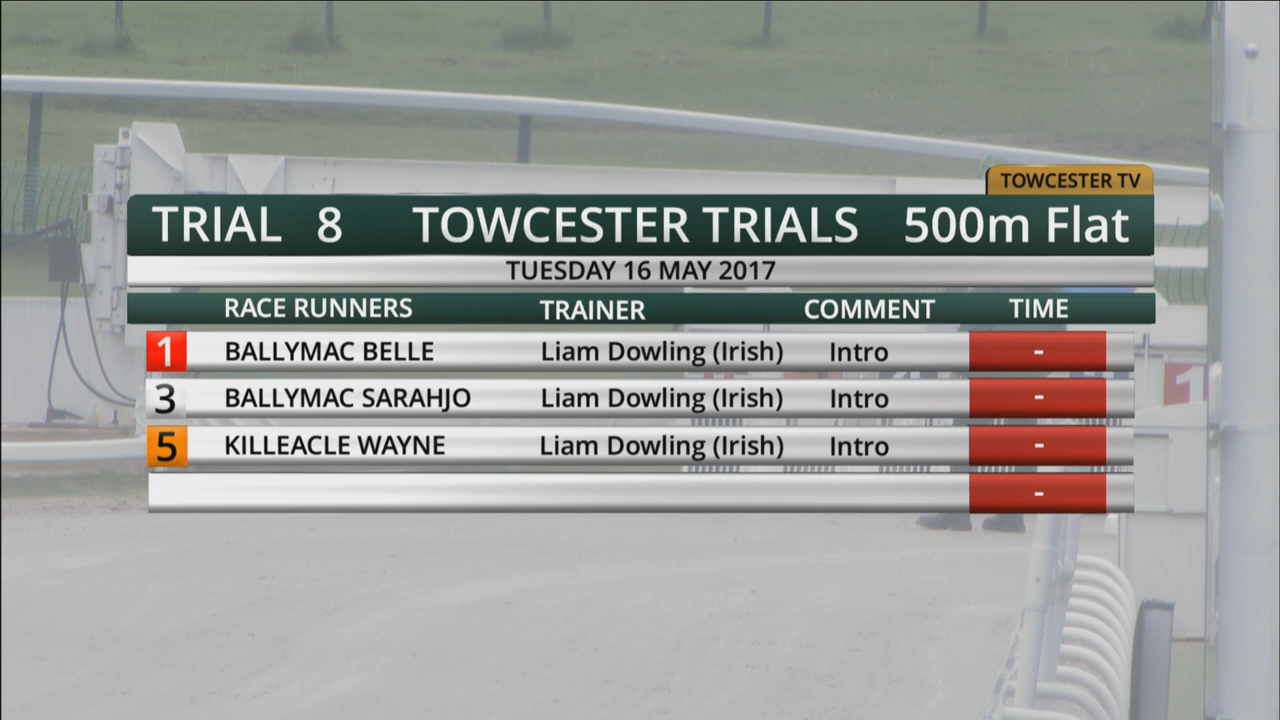 TOWCESTER TV
TRIAL 8 TOWCESTER TRIALS 500m Flat
TUESDAY 16 MAY 2017
RACE RUNNERS TRAINER COMMENT TIME
1 BALLYMAC BELLE Liam Dowling (Irish) Intro -
3 BALLYMAC SARAHJO Liam Dowling (Irish) Intro -
5 KILLEACLE WAYNE Liam Dowling (Irish) Intro -
-
1